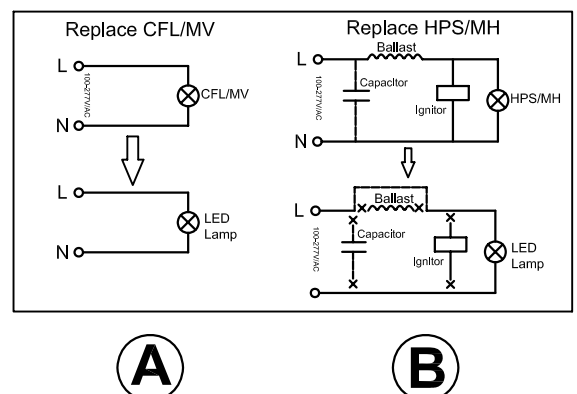 Replace CFL/MV
L
100-277V/AC
CFL/MV
N
L
LED
Lamp
N
Replace HPS/MH
Ballast
L
100-277V/AC
Capacitor
Ignitor
HPS/MH
N
Ballast
L
100-277V/AC
Capacitor
Ignitor
LED
Lamp
A
B